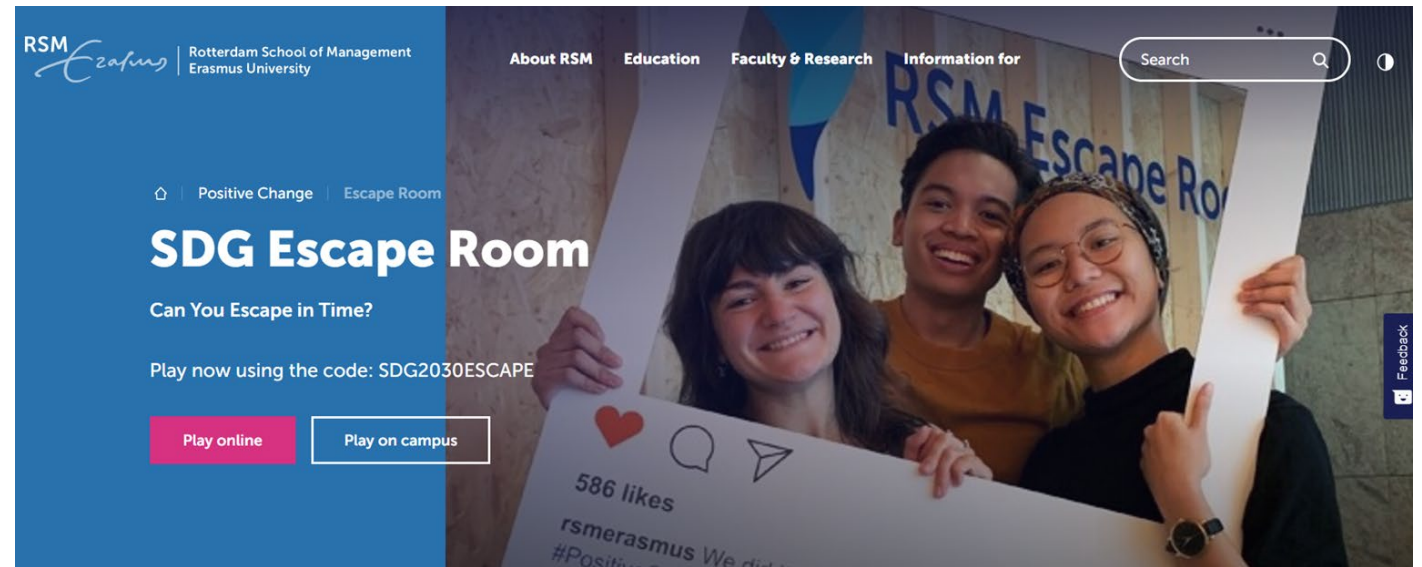 RSM Erasmus
Rotterdam School of Management
Erasmus University
About RSM
Education
Faculty & Research
Information for
Search
Positive Change
Escape Room
SDG Escape Room
Can You Escape in Time?
Play now using the code: SDG2030ESCAPE
Play online
Play on campus
RSM Escape Roo
586 likes
rsmerasmus We did
#Positiv
Feedback